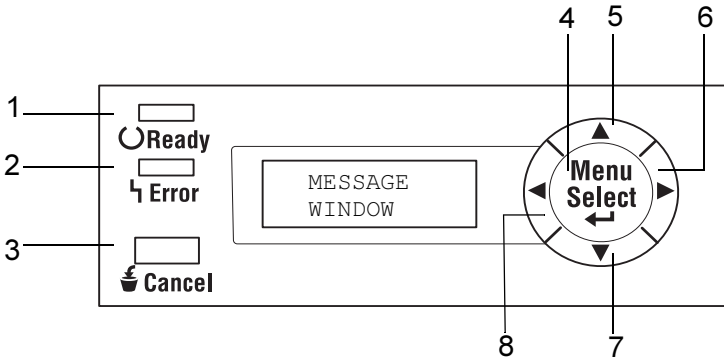 4 5 6
1
Ready
2
Error
MESSAGE
WINDOW
Menu
Select
3
Cancel
8 7